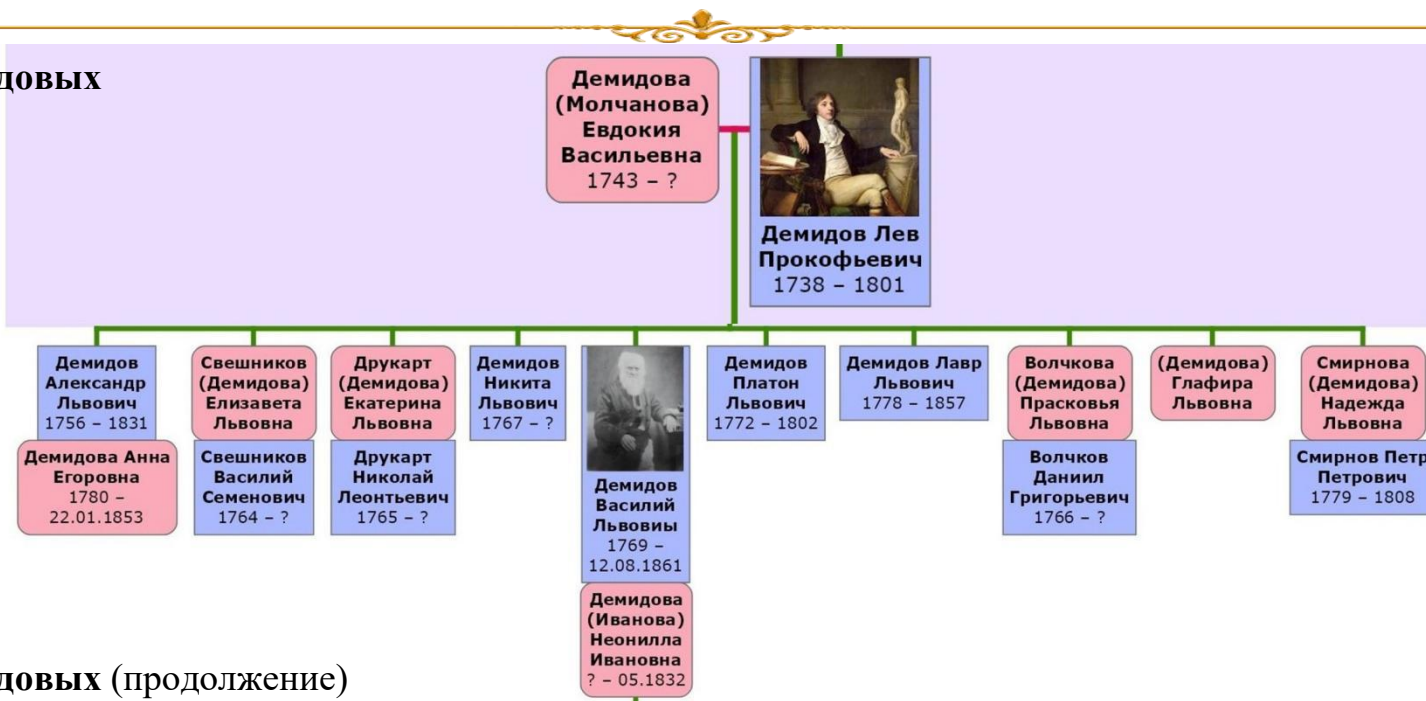 довых
Демидова
(Молчанова)
Евдокия
Васильевна
1743 – ?
Демидов Лев
Прокофьевич
1738 – 1801
Демидов
Александр
Львович
1756 – 1831
Демидова Анна
Егоровна
1780 –
22.01.1853
Свешников
(Демидова)
Елизавета
Львовна
Свешников
Василий
Семенович
1764 – ?
Друкарт
(Демидова)
Екатерина
Львовна
Друкарт
Николай
Леонтьевич
1765 – ?
Демидов
Никита
Львович
1767 – ?
Демидов
Василий
Львовиы
1769 –
12.08.1861
Демидова
(Иванова)
Неонилла
Ивановна
? – 05.1832
Демидов
Платон
Львович
1772 – 1802
Демидов Лавр
Львович
1778 – 1857
Волчкова
(Демидова)
Прасковья
Львовна
Волчков
Даниил
Григорьевич
1766 – ?
(Демидова)
Глафира
Львовна
Смирнова
(Демидова)
Надежда
Львовна
Смирнов Петр
Петрович
1779 – 1808
довых (продолжение)